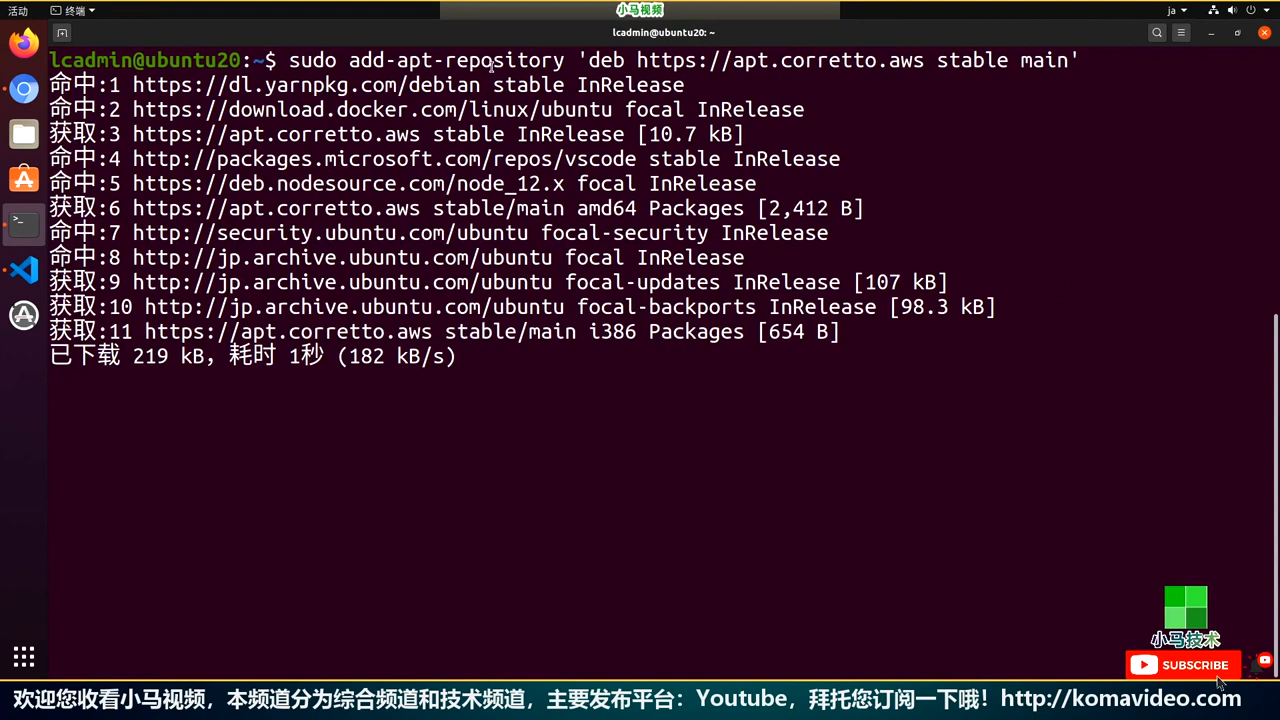 活动
终端
小马视频
ja
lcadmin@ubuntu20: ~
lcadmin@ubuntu20:~$ sudo add-apt-repository 'deb https://apt.corretto.aws stable main'
命中:1 https://dl.yarnpkg.com/debian stable InRelease
命中:2 https://download.docker.com/linux/ubuntu focal InRelease
获取:3 https://apt.corretto.aws stable InRelease [10.7 kB]
命中:4 http://packages.microsoft.com/repos/vscode stable InRelease
命中:5 https://deb.nodesource.com/node_12.x focal InRelease
获取:6 https://apt.corretto.aws stable/main amd64 Packages [2,412 B]
命中:7 http://security.ubuntu.com/ubuntu focal-security InRelease
命中:8 http://jp.archive.ubuntu.com/ubuntu focal InRelease
获取:9 http://jp.archive.ubuntu.com/ubuntu focal-updates InRelease [107 kB]
获取:10 http://jp.archive.ubuntu.com/ubuntu focal-backports InRelease [98.3 kB]
获取:11 https://apt.corretto.aws stable/main i386 Packages [654 B]
已下载 219 kB，耗时 1秒 (182 kB/s)
小马技术
SUBSCRIBE
欢迎您收看小马视频，本频道分为综合频道和技术频道，主要发布平台：Youtube，拜托您订阅一下哦！http://komavideo.com